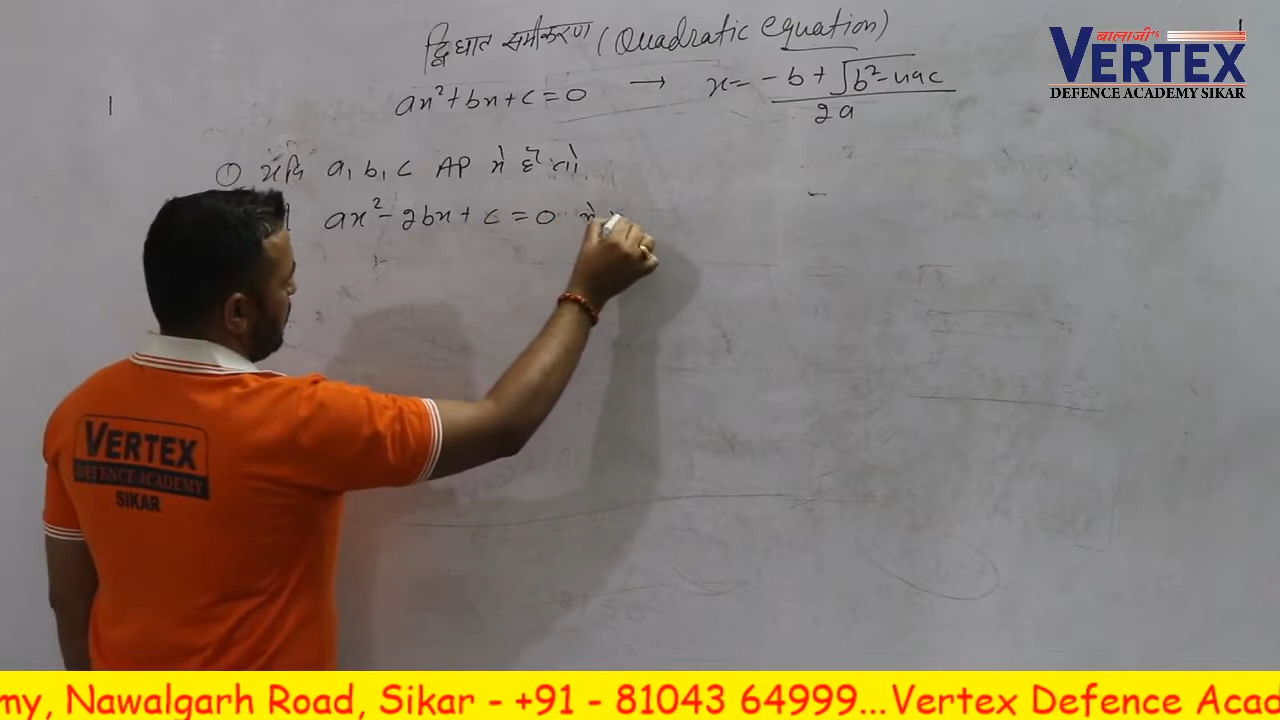 द्विघात समीकरण (Quadratic equation)
ax²+bx+c=0 → x= -b + √b²-4ac / 2a
① यदि a, b, c AP में हैं तो
ax²- 2bx + c = 0 में
बालाजी's
VERTEX
DEFENCE ACADEMY SIKAR
VERTEX
DEFENCE ACADEMY
SIKAR
my, Nawalgarh Road, Sikar - +91 - 81043 64999...Vertex Defence Acad